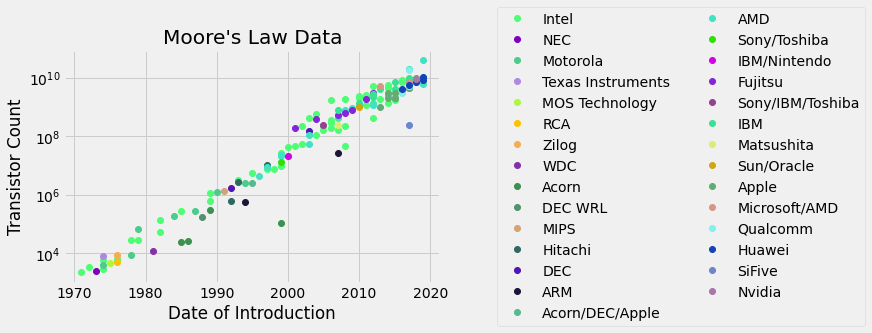 Moore's Law Data
Transistor Count
10^10
10^8
10^6
10^4
1970 1980 1990 2000 2010 2020
Date of Introduction
Intel
NEC
Motorola
Texas Instruments
MOS Technology
RCA
Zilog
WDC
Acorn
DEC WRL
MIPS
Hitachi
DEC
ARM
Acorn/DEC/Apple
AMD
Sony/Toshiba
IBM/Nintendo
Fujitsu
Sony/IBM/Toshiba
IBM
Matsushita
Sun/Oracle
Apple
Microsoft/AMD
Qualcomm
Huawei
SiFive
Nvidia